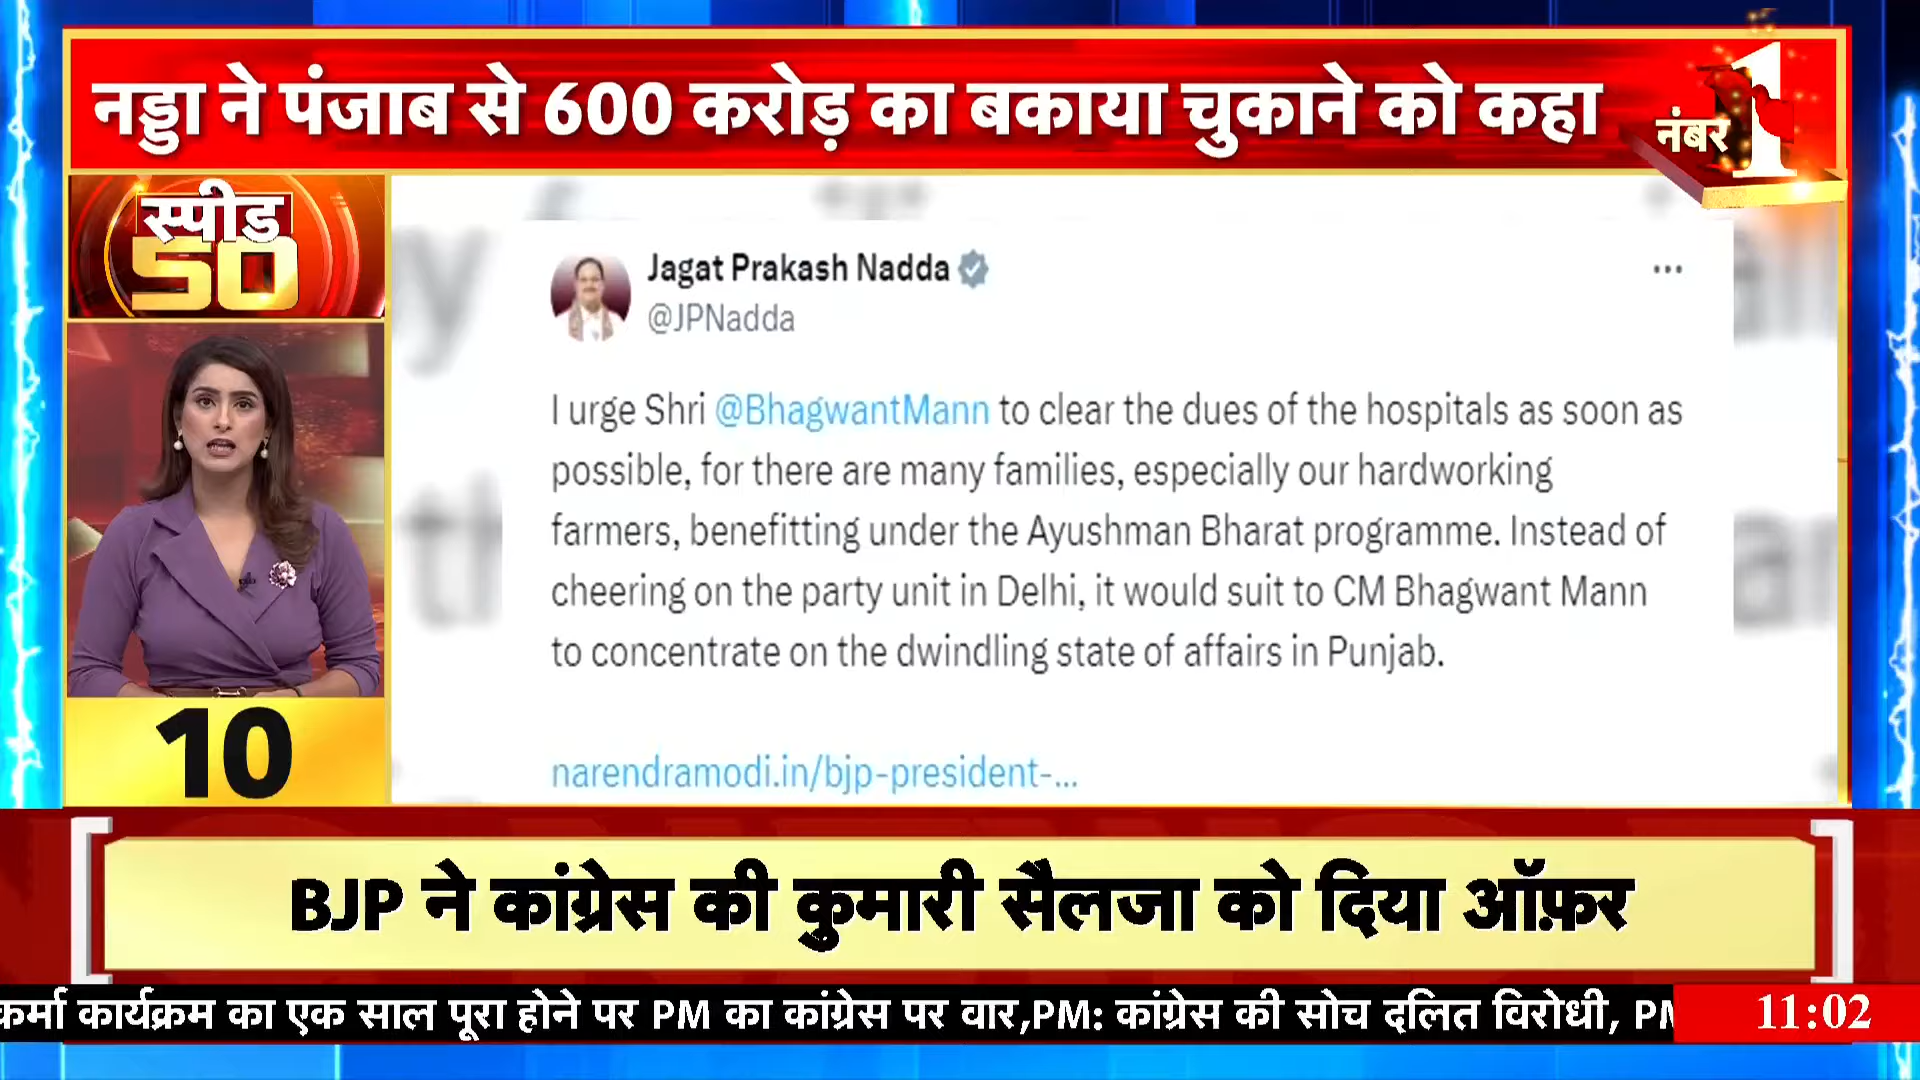 नड्डा ने पंजाब से 600 करोड़ का बकाया चुकाने को कहा
नंबर 1
स्पीड
50
Jagat Prakash Nadda
@JPNadda
I urge Shri @BhagwantMann to clear the dues of the hospitals as soon as
possible, for there are many families, especially our hardworking
farmers, benefitting under the Ayushman Bharat programme. Instead of
cheering on the party unit in Delhi, it would suit to CM Bhagwant Mann
to concentrate on the dwindling state of affairs in Punjab.
narendramodi.in/bjp-president-...
10
BJP ने कांग्रेस की कुमारी सैलजा को दिया ऑफ़र
कर्मा कार्यक्रम का एक साल पूरा होने पर PM का कांग्रेस पर वार,PM: कांग्रेस की सोच दलित विरोधी,
11:02